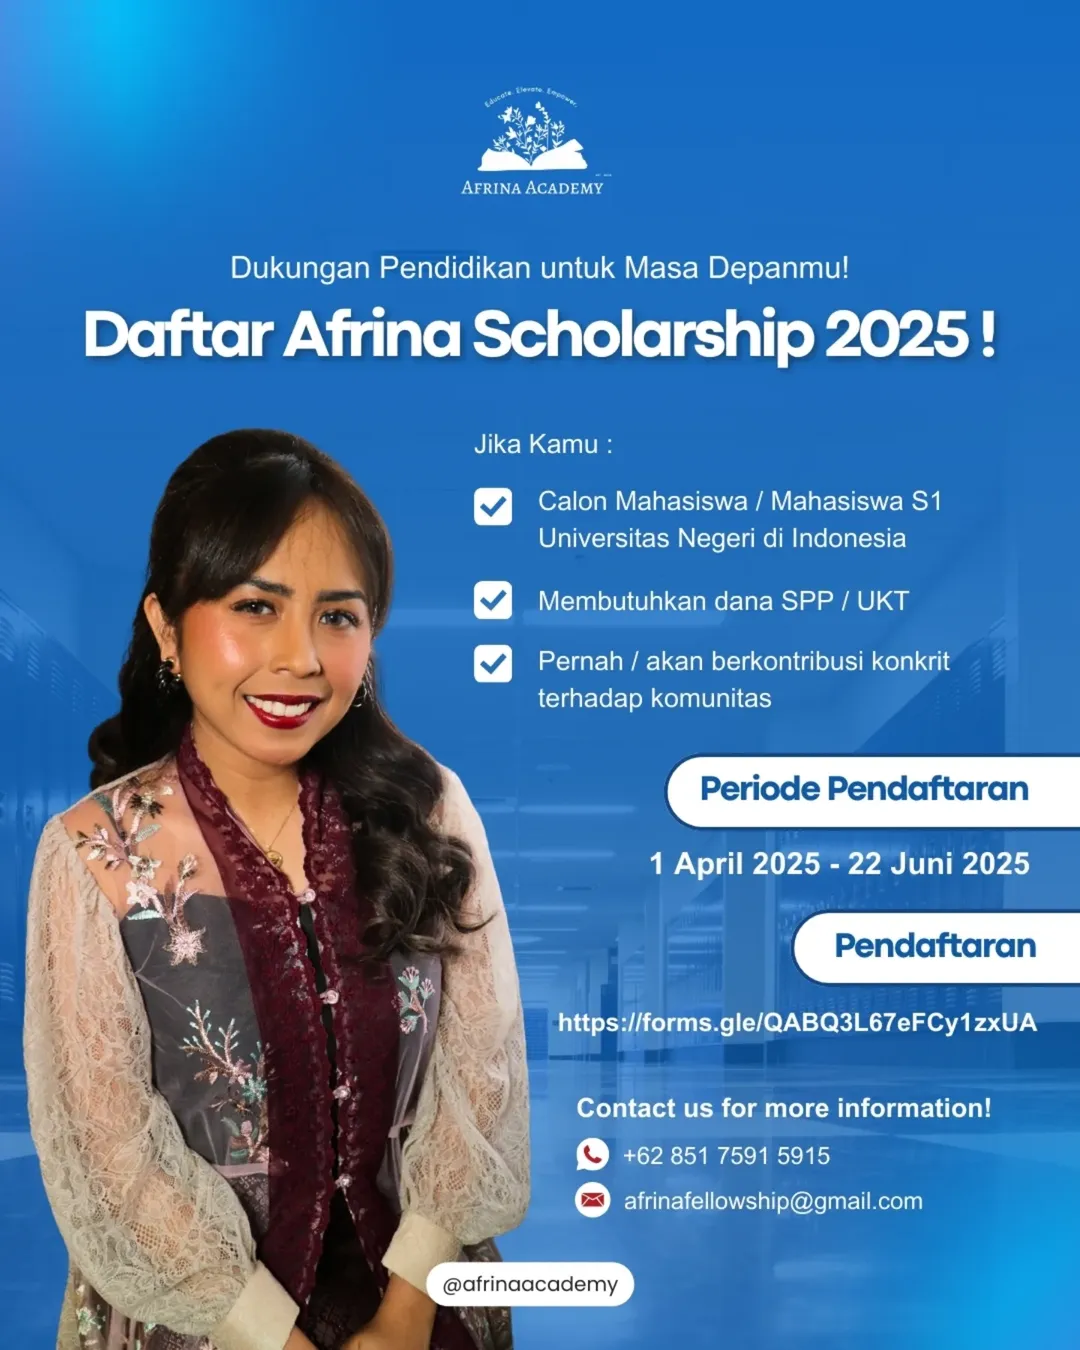 Educate. Elevate. Empower.
AFRINA ACADEMY
Dukungan Pendidikan untuk Masa Depanmu!
Daftar Afrina Scholarship 2025 !
Jika Kamu :
Calon Mahasiswa / Mahasiswa S1
Universitas Negeri di Indonesia
Membutuhkan dana SPP / UKT
Pernah / akan berkontribusi konkrit
terhadap komunitas
Periode Pendaftaran
1 April 2025 - 22 Juni 2025
Pendaftaran
https://forms.gle/QABQ3L67eFCy1zxUA
Contact us for more information!
+62 851 7591 5915
afrinafellowship@gmail.com
@afrinaacademy